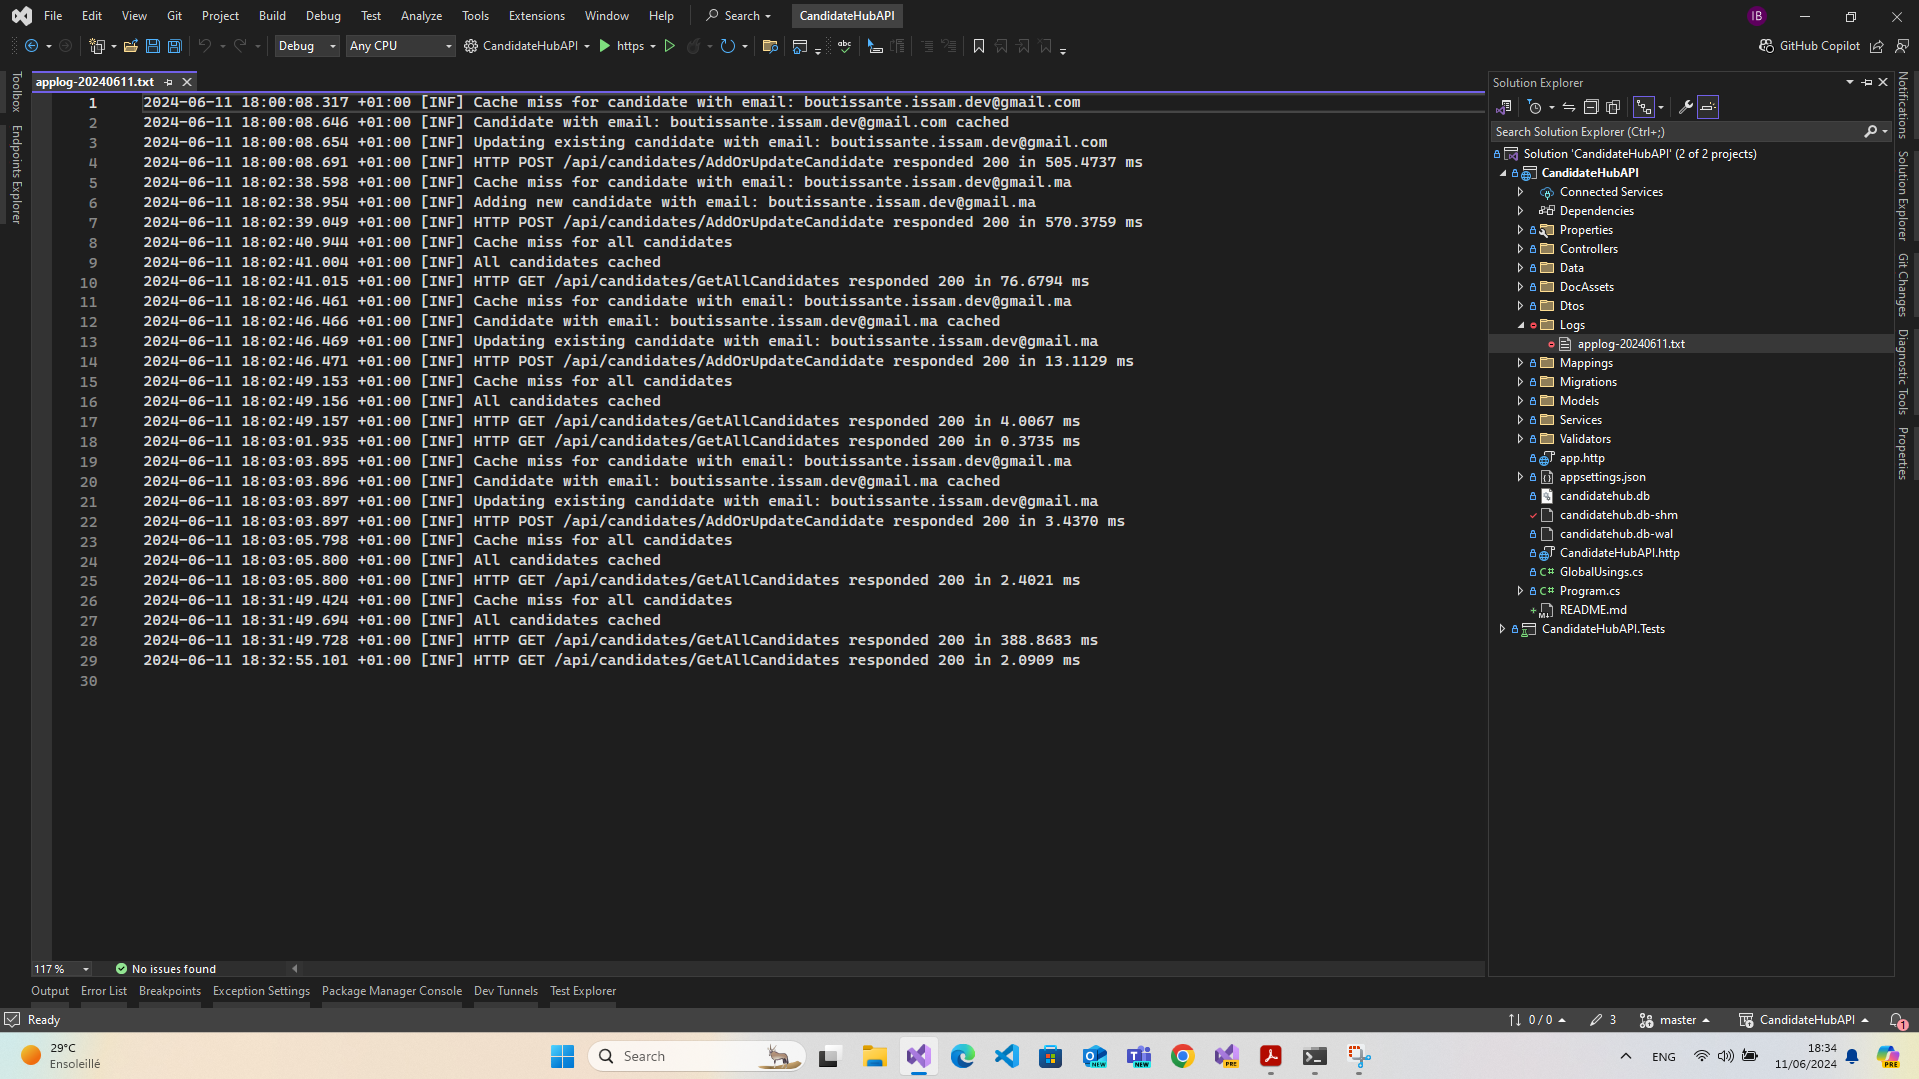 File Edit View Git Project Build Debug Test Analyze Tools Extensions Window Help Search CandidateHubAPI IB
Debug Any CPU CandidateHubAPI https GitHub Copilot
Toolbox
Endpoints Explorer
applog-20240611.txt
1 2024-06-11 18:00:08.317 +01:00 [INF] Cache miss for candidate with email: boutissante.issam.dev@gmail.com
2 2024-06-11 18:00:08.646 +01:00 [INF] Candidate with email: boutissante.issam.dev@gmail.com cached
3 2024-06-11 18:00:08.654 +01:00 [INF] Updating existing candidate with email: boutissante.issam.dev@gmail.com
4 2024-06-11 18:00:08.691 +01:00 [INF] HTTP POST /api/candidates/AddOrUpdateCandidate responded 200 in 505.4737 ms
5 2024-06-11 18:02:38.598 +01:00 [INF] Cache miss for candidate with email: boutissante.issam.dev@gmail.ma
6 2024-06-11 18:02:38.954 +01:00 [INF] Adding new candidate with email: boutissante.issam.dev@gmail.ma
7 2024-06-11 18:02:39.049 +01:00 [INF] HTTP POST /api/candidates/AddOrUpdateCandidate responded 200 in 570.3759 ms
8 2024-06-11 18:02:40.944 +01:00 [INF] Cache miss for all candidates
9 2024-06-11 18:02:41.004 +01:00 [INF] All candidates cached
10 2024-06-11 18:02:41.015 +01:00 [INF] HTTP GET /api/candidates/GetAllCandidates responded 200 in 76.6794 ms
11 2024-06-11 18:02:46.461 +01:00 [INF] Cache miss for candidate with email: boutissante.issam.dev@gmail.ma
12 2024-06-11 18:02:46.466 +01:00 [INF] Candidate with email: boutissante.issam.dev@gmail.ma cached
13 2024-06-11 18:02:46.469 +01:00 [INF] Updating existing candidate with email: boutissante.issam.dev@gmail.ma
14 2024-06-11 18:02:46.471 +01:00 [INF] HTTP POST /api/candidates/AddOrUpdateCandidate responded 200 in 13.1129 ms
15 2024-06-11 18:02:49.153 +01:00 [INF] Cache miss for all candidates
16 2024-06-11 18:02:49.156 +01:00 [INF] All candidates cached
17 2024-06-11 18:02:49.157 +01:00 [INF] HTTP GET /api/candidates/GetAllCandidates responded 200 in 4.0067 ms
18 2024-06-11 18:03:01.935 +01:00 [INF] HTTP GET /api/candidates/GetAllCandidates responded 200 in 0.3735 ms
19 2024-06-11 18:03:03.895 +01:00 [INF] Cache miss for candidate with email: boutissante.issam.dev@gmail.ma
20 2024-06-11 18:03:03.896 +01:00 [INF] Candidate with email: boutissante.issam.dev@gmail.ma cached
21 2024-06-11 18:03:03.897 +01:00 [INF] Updating existing candidate with email: boutissante.issam.dev@gmail.ma
22 2024-06-11 18:03:03.897 +01:00 [INF] HTTP POST /api/candidates/AddOrUpdateCandidate responded 200 in 3.4370 ms
23 2024-06-11 18:03:05.798 +01:00 [INF] Cache miss for all candidates
24 2024-06-11 18:03:05.800 +01:00 [INF] All candidates cached
25 2024-06-11 18:03:05.800 +01:00 [INF] HTTP GET /api/candidates/GetAllCandidates responded 200 in 2.4021 ms
26 2024-06-11 18:31:49.424 +01:00 [INF] Cache miss for all candidates
27 2024-06-11 18:31:49.694 +01:00 [INF] All candidates cached
28 2024-06-11 18:31:49.728 +01:00 [INF] HTTP GET /api/candidates/GetAllCandidates responded 200 in 388.8683 ms
29 2024-06-11 18:32:55.101 +01:00 [INF] HTTP GET /api/candidates/GetAllCandidates responded 200 in 2.0909 ms
30
117 % No issues found
Solution Explorer
Search Solution Explorer (Ctrl+;)
Solution 'CandidateHubAPI' (2 of 2 projects)
CandidateHubAPI
Connected Services
Dependencies
Properties
Controllers
Data
DocAssets
Dtos
Logs
applog-20240611.txt
Mappings
Migrations
Models
Services
Validators
app.http
appsettings.json
candidatehub.db
candidatehub.db-shm
candidatehub.db-wal
CandidateHubAPI.http
GlobalUsings.cs
Program.cs
README.md
CandidateHubAPI.Tests
Notifications
Solution Explorer
Git Changes
Diagnostic Tools
Properties
Output Error List Breakpoints Exception Settings Package Manager Console Dev Tunnels Test Explorer
Ready 0 / 0 3 master CandidateHubAPI 1
29°C
Ensoleillé
Search
ENG
18:34
11/06/2024